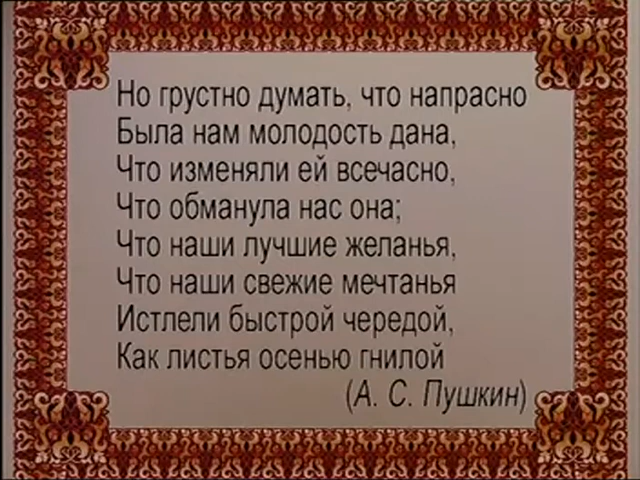 Но грустно думать, что напрасно
Была нам молодость дана,
Что изменяли ей всечасно,
Что обманула нас она;
Что наши лучшие желанья,
Что наши свежие мечтанья
Истлели быстрой чередой,
Как листья осенью гнилой
(А. С. Пушкин)